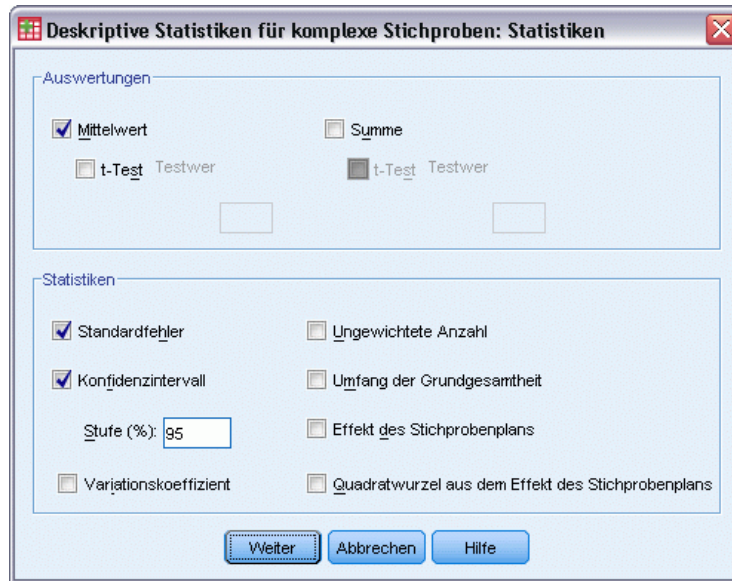 Deskriptive Statistiken für komplexe Stichproben: Statistiken
Auswertungen
Mittelwert
Summe
t-Test Testwer
t-Test Testwer
Statistiken
Standardfehler
Ungewichtete Anzahl
Konfidenzintervall
Umfang der Grundgesamtheit
Stufe (%): 95
Effekt des Stichprobenplans
Variationskoeffizient
Quadratwurzel aus dem Effekt des Stichprobenplans
Weiter
Abbrechen
Hilfe